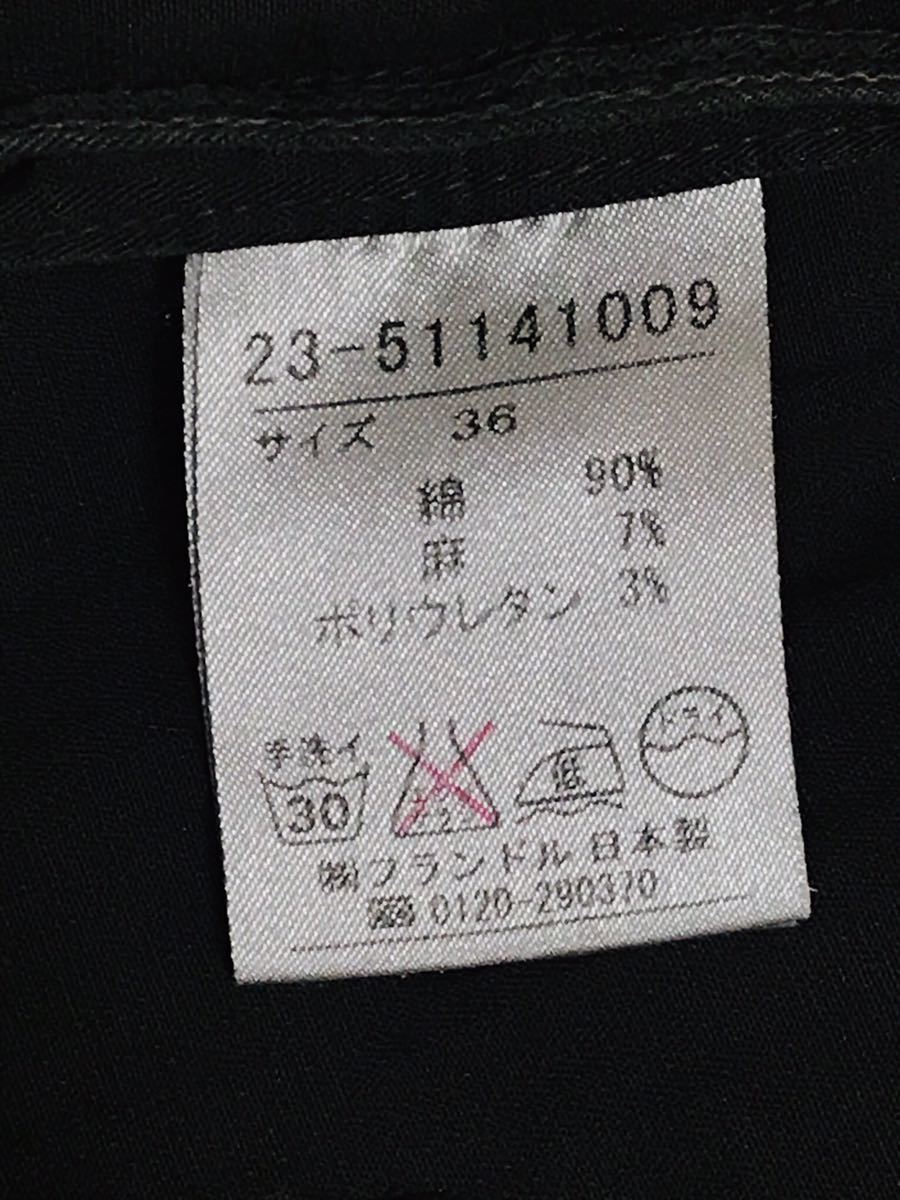 23-51141009
サイズ 36
綿 90%
麻 7%
ポリウレタン 3%
手洗イ
30
低
ドライ
㈱フランドル 日本製
0120-290370